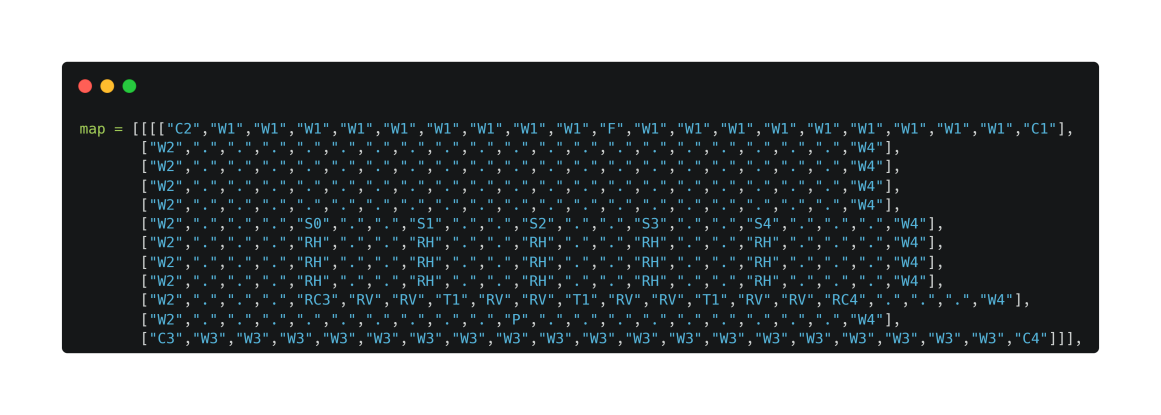 map = [[[["C2","W1","W1","W1","W1","W1","W1","W1","W1","W1","F","W1","W1","W1","W1","W1","W1","W1","W1","W1","C1"],
["W2",".",".",".",".",".",".",".",".",".",".",".",".",".",".",".",".",".",".",".","W4"],
["W2",".",".",".",".",".",".",".",".",".",".",".",".",".",".",".",".",".",".",".","W4"],
["W2",".",".",".",".",".",".",".",".",".",".",".",".",".",".",".",".",".",".",".","W4"],
["W2",".",".",".",".",".",".",".",".",".",".",".",".",".",".",".",".",".",".",".","W4"],
["W2",".",".",".","S0",".",".","S1",".",".","S2",".",".","S3",".",".","S4",".",".",".","W4"],
["W2",".",".",".","RH",".",".","RH",".",".","RH",".",".","RH",".",".","RH",".",".",".","W4"],
["W2",".",".",".","RH",".",".","RH",".",".","RH",".",".","RH",".",".","RH",".",".",".","W4"],
["W2",".",".",".","RH",".",".","RH",".",".","RH",".",".","RH",".",".","RH",".",".",".","W4"],
["W2",".",".",".","RC3","RV","RV","T1","RV","RV","T1","RV","RV","T1","RV","RV","RC4",".",".",".","W4"],
["W2",".",".",".",".",".",".",".",".",".","P",".",".",".",".",".",".",".",".",".","W4"],
["C3","W3","W3","W3","W3","W3","W3","W3","W3","W3","W3","W3","W3","W3","W3","W3","W3","W3","W3","W3","C4"]]],